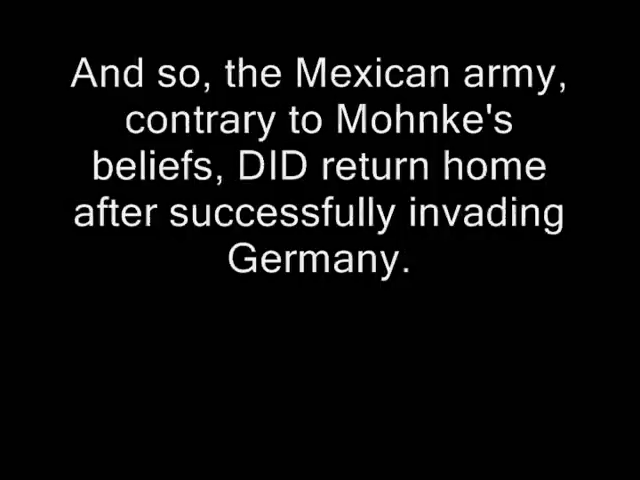 And so, the Mexican army,
contrary to Mohnke's
beliefs, DID return home
after successfully invading
Germany.